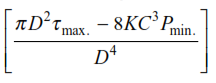 [πD²τmax. − 8KC³Pmin. / D⁴]